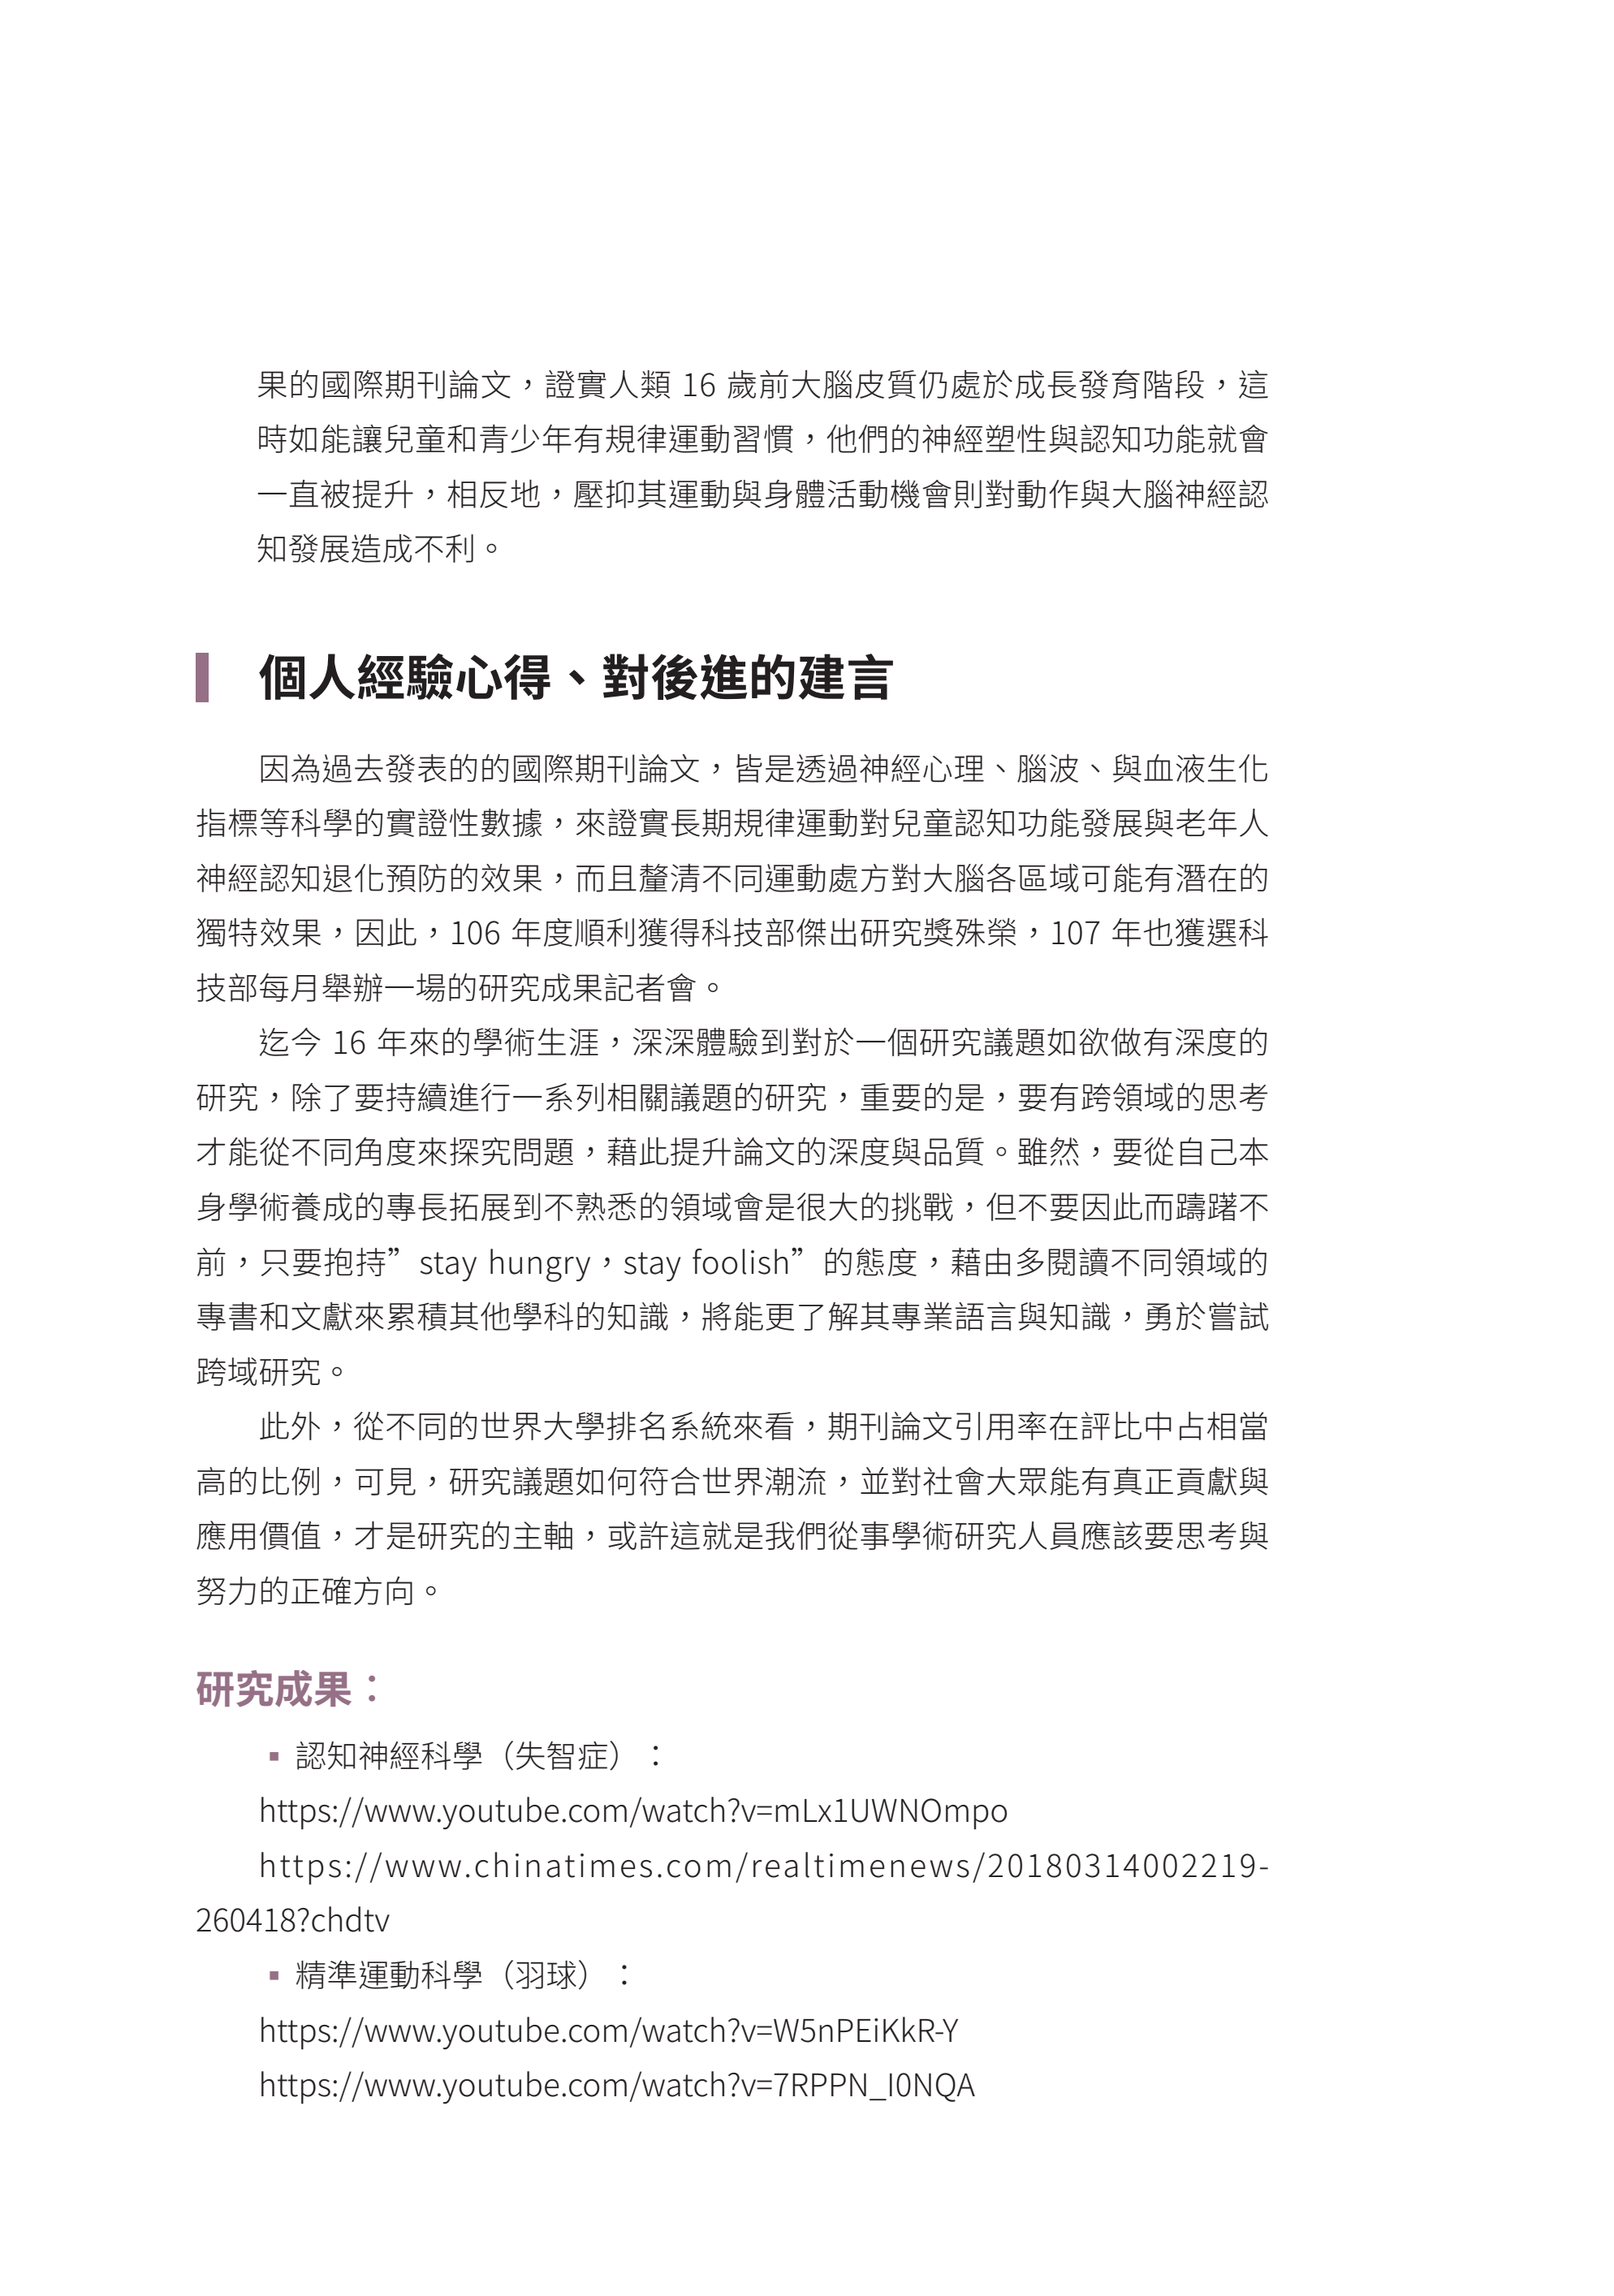 果的國際期刊論文，證實人類 16 歲前大腦皮質仍處於成長發育階段，這
時如能讓兒童和青少年有規律運動習慣，他們的神經塑性與認知功能就會
一直被提升，相反地，壓抑其運動與身體活動機會則對動作與大腦神經認
知發展造成不利。
個人經驗心得、對後進的建言
因為過去發表的的國際期刊論文，皆是透過神經心理、腦波、與血液生化
指標等科學的實證性數據，來證實長期規律運動對兒童認知功能發展與老年人
神經認知退化預防的效果，而且釐清不同運動處方對大腦各區域可能有潛在的
獨特效果，因此，106 年度順利獲得科技部傑出研究獎殊榮，107 年也獲選科
技部每月舉辦一場的研究成果記者會。
迄今 16 年來的學術生涯，深深體驗到對於一個研究議題如欲做有深度的
研究，除了要持續進行一系列相關議題的研究，重要的是，要有跨領域的思考
才能從不同角度來探究問題，藉此提升論文的深度與品質。雖然，要從自己本
身學術養成的專長拓展到不熟悉的領域會是很大的挑戰，但不要因此而躊躇不
前，只要抱持”stay hungry，stay foolish”的態度，藉由多閱讀不同領域的
專書和文獻來累積其他學科的知識，將能更了解其專業語言與知識，勇於嘗試
跨域研究。
此外，從不同的世界大學排名系統來看，期刊論文引用率在評比中占相當
高的比例，可見，研究議題如何符合世界潮流，並對社會大眾能有真正貢獻與
應用價值，才是研究的主軸，或許這就是我們從事學術研究人員應該要思考與
努力的正確方向。
研究成果：
▪ 認知神經科學（失智症）：
https://www.youtube.com/watch?v=mLx1UWNOmpo
https://www.chinatimes.com/realtimenews/20180314002219-
260418?chdtv
▪ 精準運動科學（羽球）：
https://www.youtube.com/watch?v=W5nPEiKkR-Y
https://www.youtube.com/watch?v=7RPPN_I0NQA